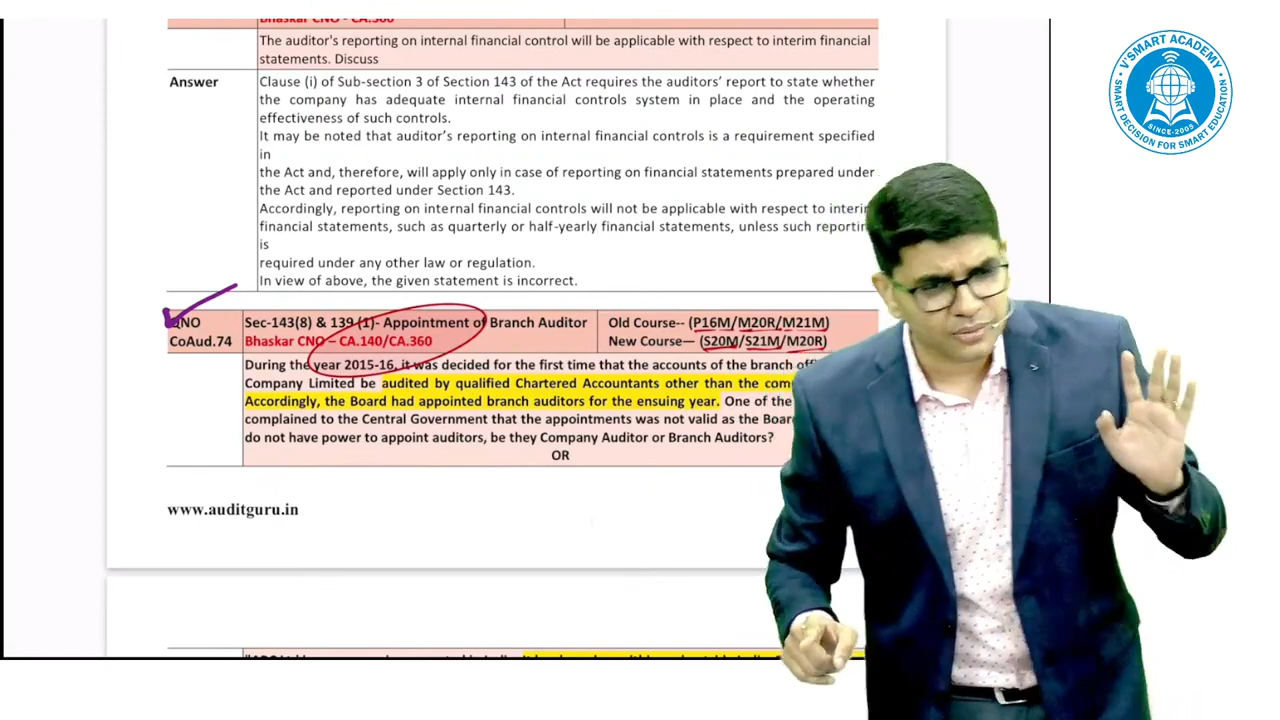 Bhaskar CNO - CA.360
The auditor's reporting on internal financial control will be applicable with respect to interim financial
statements. Discuss
Answer
Clause (i) of Sub-section 3 of Section 143 of the Act requires the auditors' report to state whether
the company has adequate internal financial controls system in place and the operating
effectiveness of such controls.
It may be noted that auditor's reporting on internal financial controls is a requirement specified
in
the Act and, therefore, will apply only in case of reporting on financial statements prepared under
the Act and reported under Section 143.
Accordingly, reporting on internal financial controls will not be applicable with respect to interim
financial statements, such as quarterly or half-yearly financial statements, unless such reporting
is
required under any other law or regulation.
In view of above, the given statement is incorrect.
QNO
CoAud.74
Sec-143(8) & 139 (1)- Appointment of Branch Auditor
Bhaskar CNO – CA.140/CA.360
Old Course-- (P16M/M20R/M21M)
New Course— (S20M/S21M/M20R)
During the year 2015-16, it was decided for the first time that the accounts of the branch
Company Limited be audited by qualified Chartered Accountants other than the
Accordingly, the Board had appointed branch auditors for the ensuing year. One of the
complained to the Central Government that the appointments was not valid as the
do not have power to appoint auditors, be they Company Auditor or Branch Auditors?
OR
www.auditguru.in
V'SMART ACADEMY
SINCE-2005
SMART DECISION FOR SMART EDUCATION